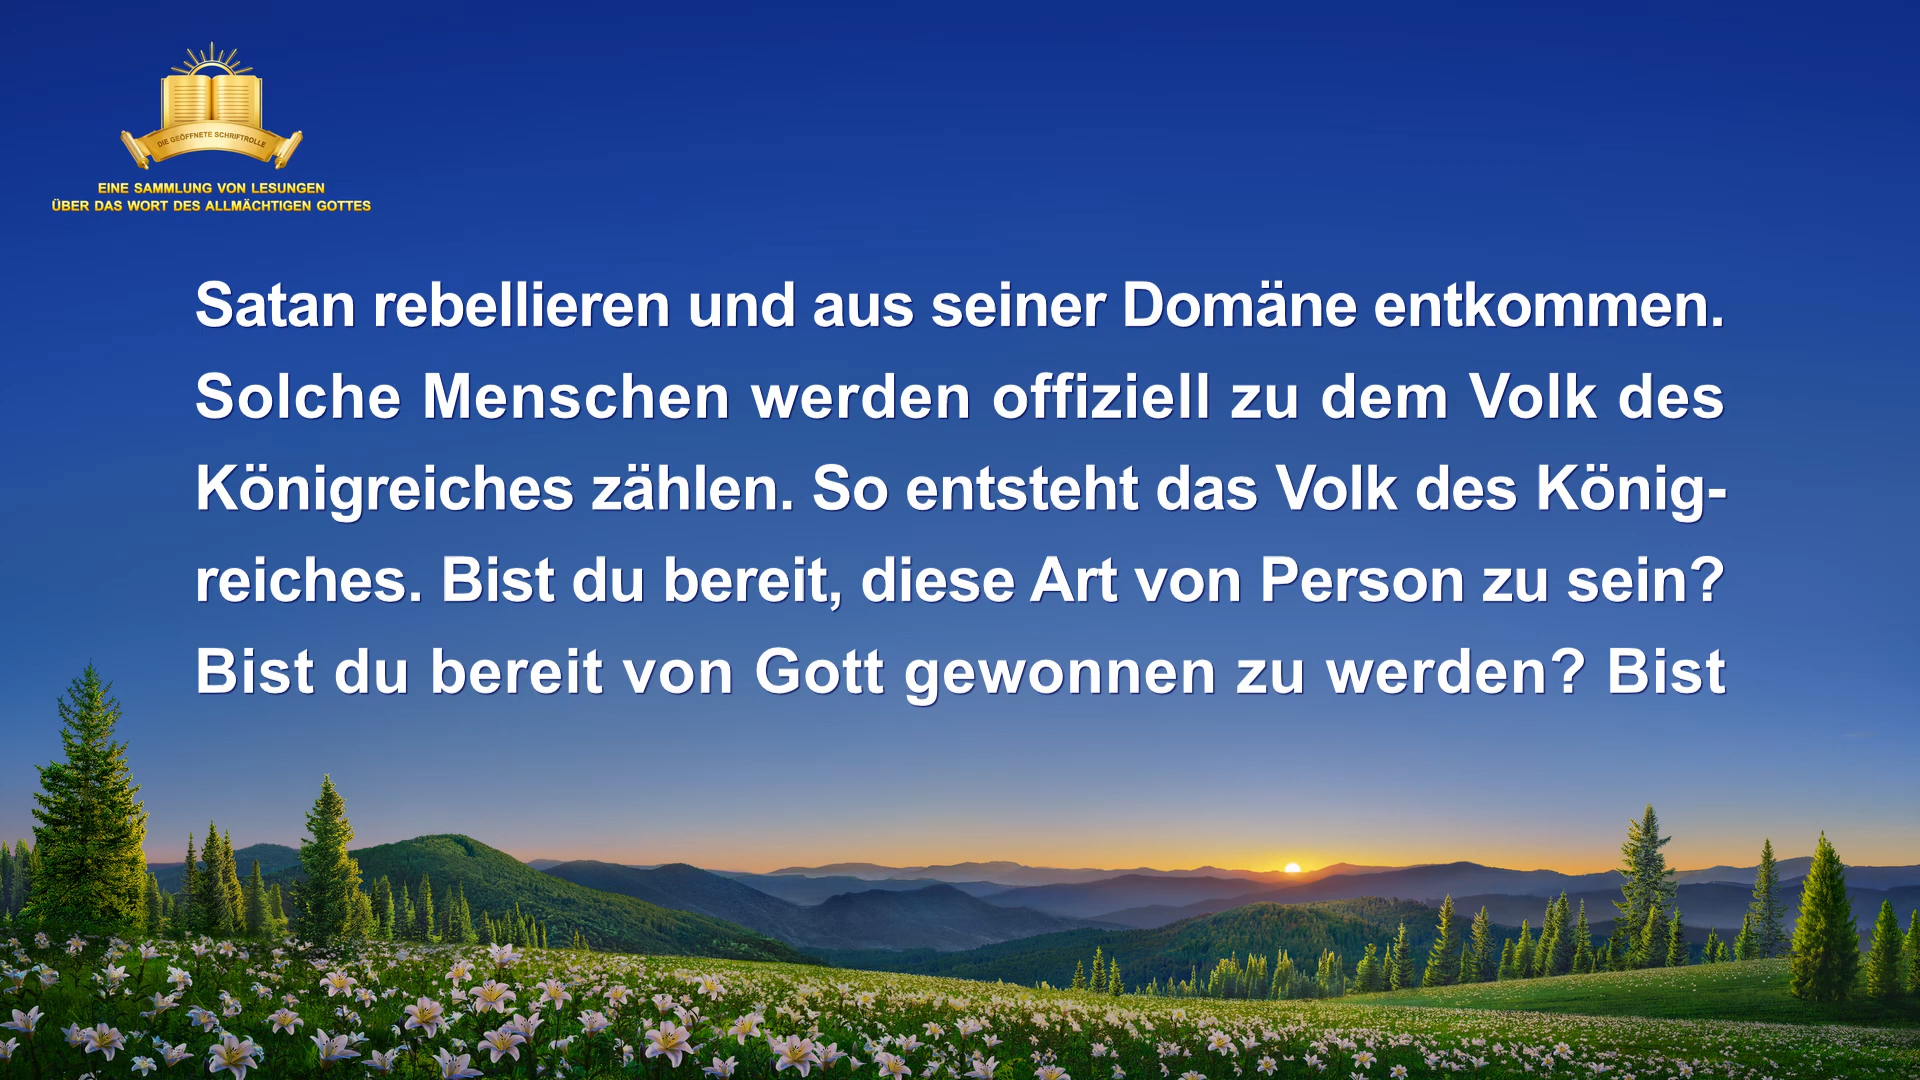 DIE GEÖFFNETE SCHRIFTROLLE
EINE SAMMLUNG VON LESUNGEN
ÜBER DAS WORT DES ALLMÄCHTIGEN GOTTES
Satan rebellieren und aus seiner Domäne entkommen.
Solche Menschen werden offiziell zu dem Volk des
Königreiches zählen. So entsteht das Volk des König-
reiches. Bist du bereit, diese Art von Person zu sein?
Bist du bereit von Gott gewonnen zu werden? Bist